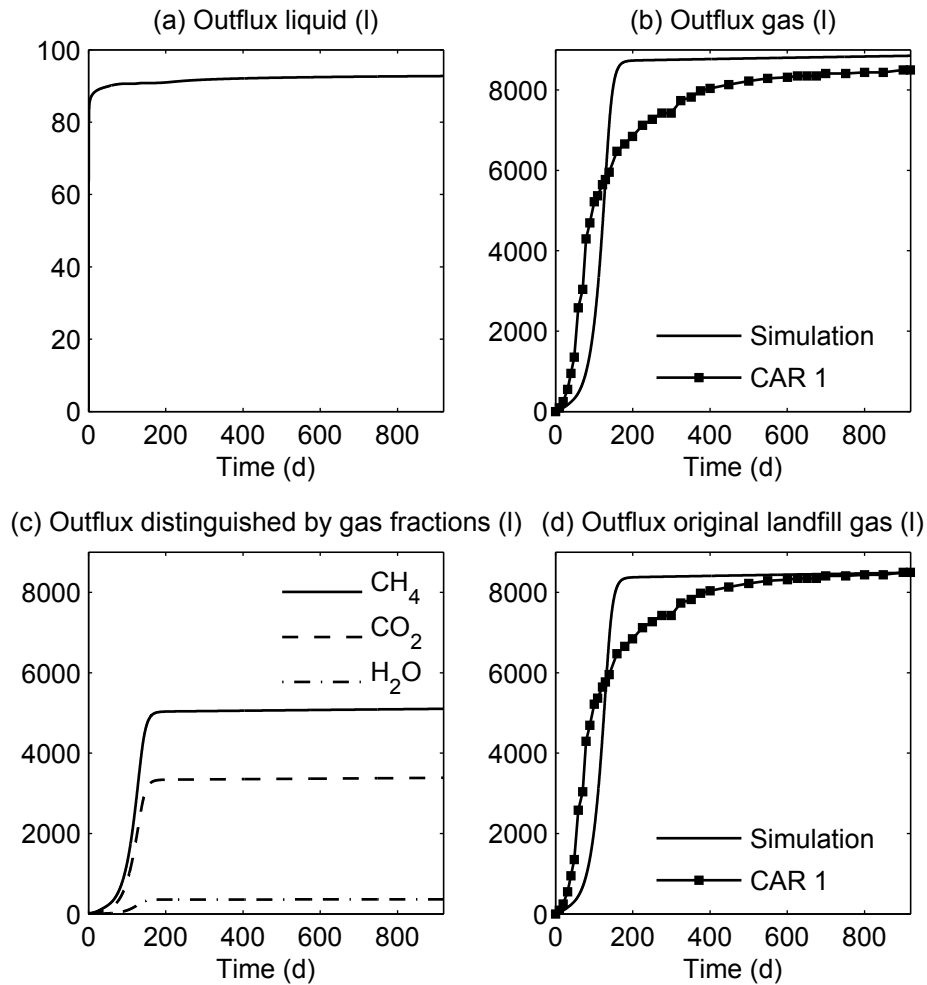 (a) Outflux liquid (l)
100
80
60
40
20
0
0 200 400 600 800
Time (d)
(b) Outflux gas (l)
8000
6000
4000
2000
0
Simulation
CAR 1
0 200 400 600 800
Time (d)
(c) Outflux distinguished by gas fractions (l)
8000
6000
4000
2000
0
CH4
CO2
H2O
0 200 400 600 800
Time (d)
(d) Outflux original landfill gas (l)
8000
6000
4000
2000
0
Simulation
CAR 1
0 200 400 600 800
Time (d)